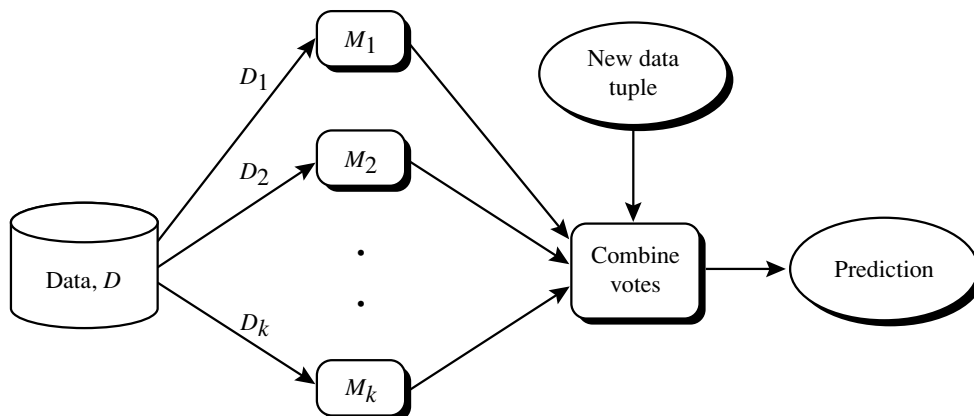 M1
D1
New data
tuple
D2
M2
Data, D
Combine
votes
Prediction
Dk
Mk